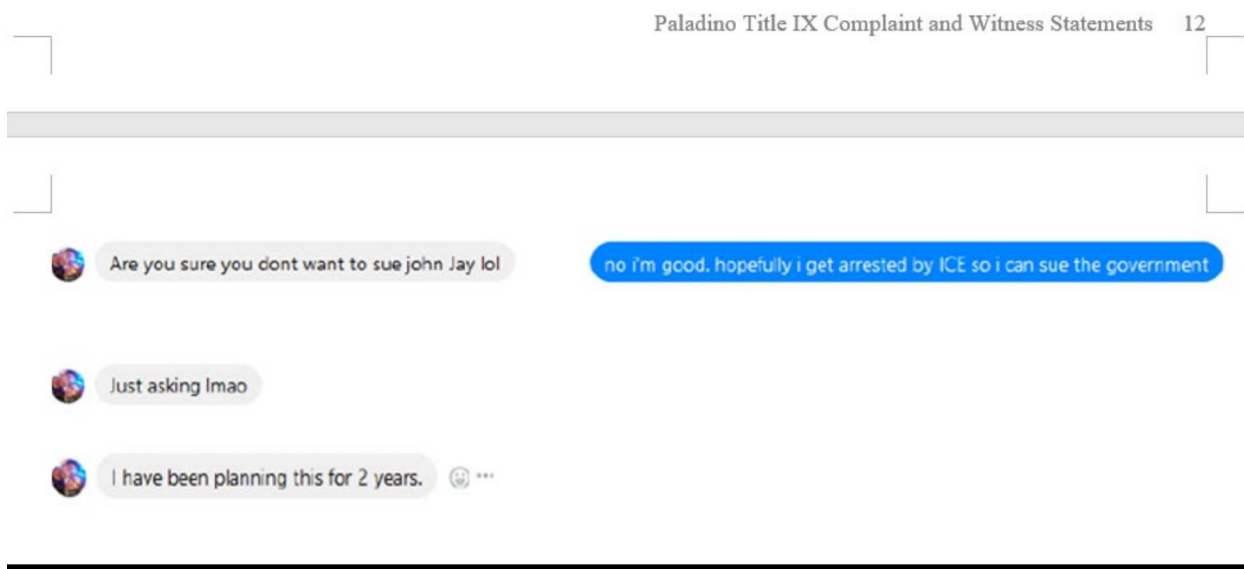 Paladino Title IX Complaint and Witness Statements 12
Are you sure you dont want to sue john Jay lol
no i'm good. hopefully i get arrested by ICE so i can sue the government
Just asking lmao
I have been planning this for 2 years.